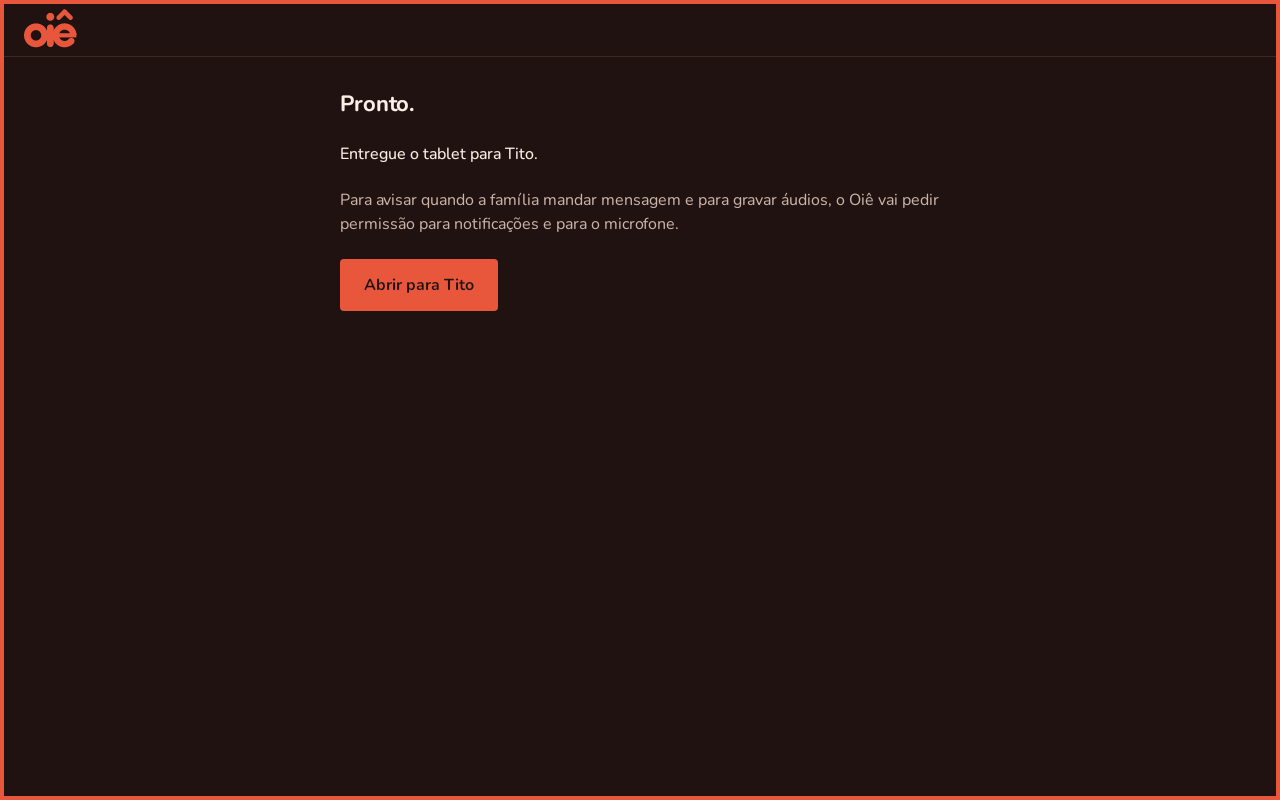 oiê
Pronto.
Entregue o tablet para Tito.
Para avisar quando a família mandar mensagem e para gravar áudios, o Oiê vai pedir
permissão para notificações e para o microfone.
Abrir para Tito